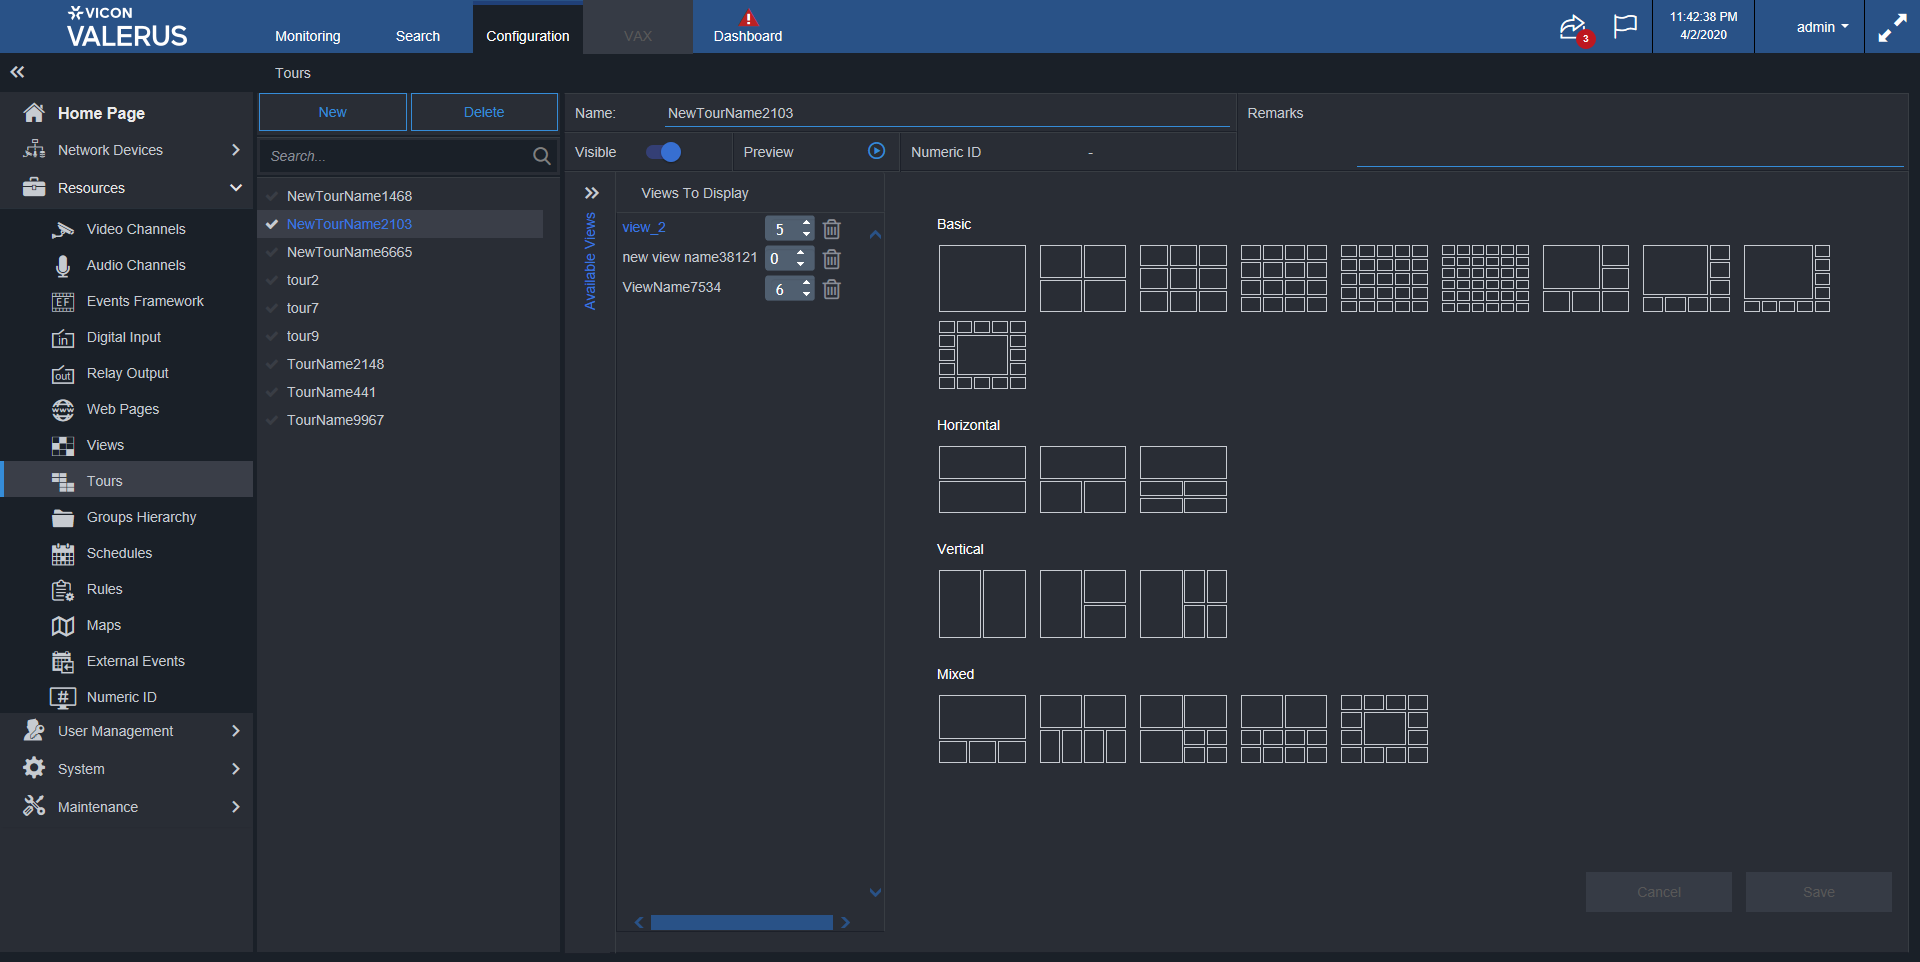 VICON
VALERUS
Monitoring
Search
Configuration
VAX
Dashboard
3
11:42:38 PM
4/2/2020
admin
Tours
Home Page
Network Devices
Resources
Video Channels
Audio Channels
EF
Events Framework
in
Digital Input
out
Relay Output
www
Web Pages
Views
Tours
Groups Hierarchy
Schedules
Rules
Maps
External Events
#
Numeric ID
User Management
System
Maintenance
New
Delete
Search...
NewTourName1468
NewTourName2103
NewTourName6665
tour2
tour7
tour9
TourName2148
TourName441
TourName9967
Name:
NewTourName2103
Remarks
Visible
Preview
Numeric ID
-
Available Views
Views To Display
view_2
5
new view name38121
0
ViewName7534
6
Basic
Horizontal
Vertical
Mixed
Cancel
Save